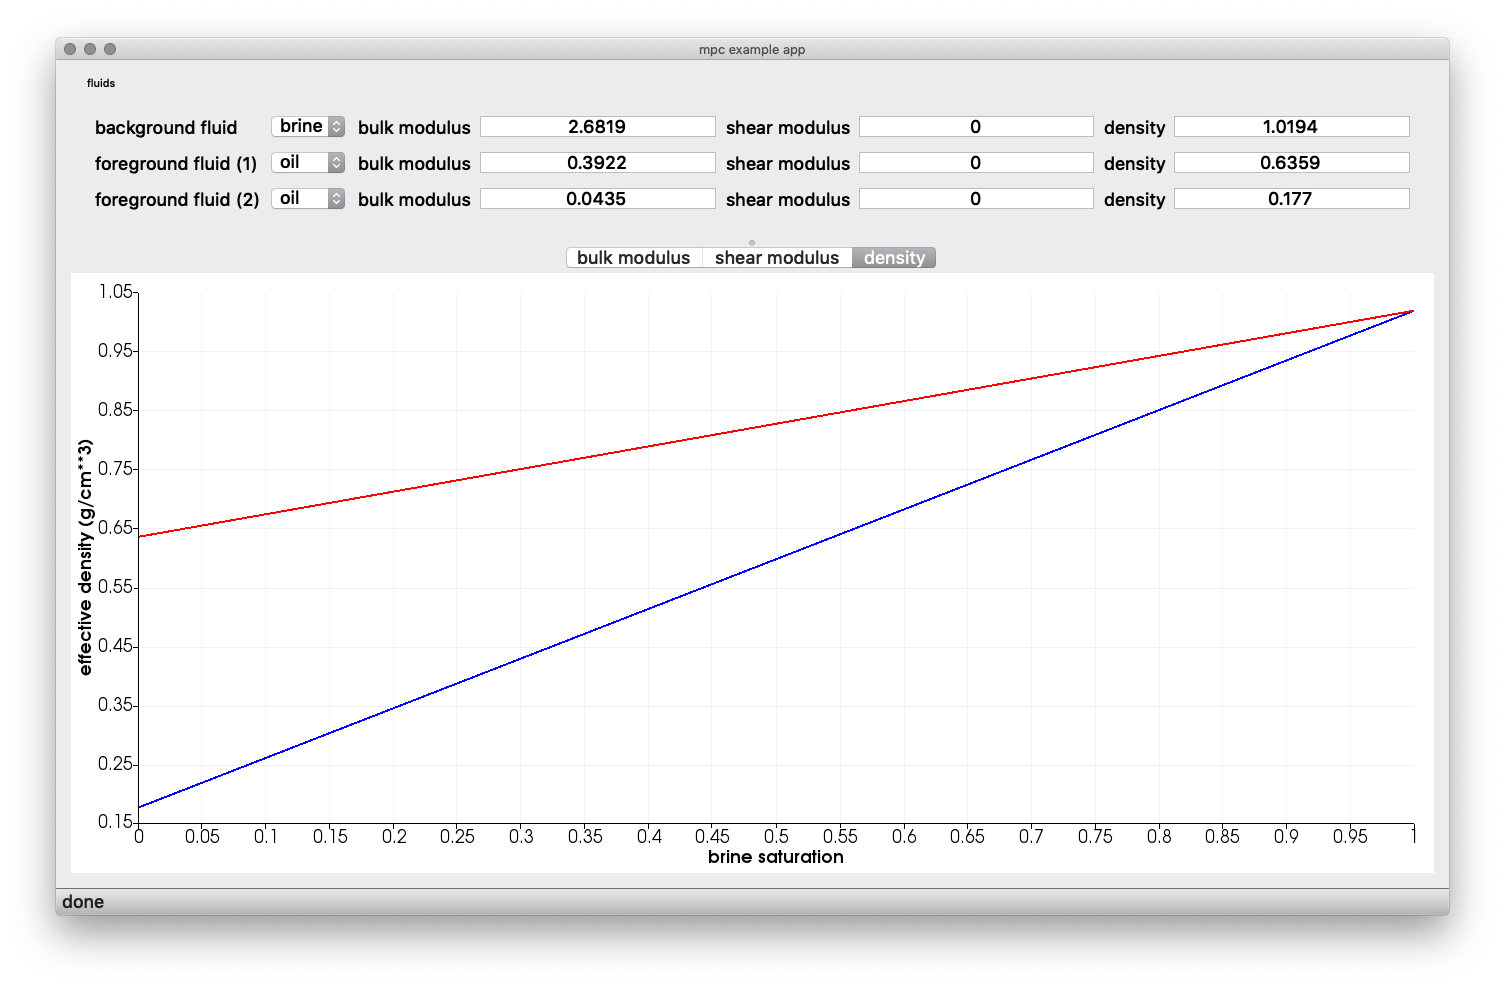 mpc example app
fluids
background fluid brine bulk modulus 2.6819 shear modulus 0 density 1.0194
foreground fluid (1) oil bulk modulus 0.3922 shear modulus 0 density 0.6359
foreground fluid (2) oil bulk modulus 0.0435 shear modulus 0 density 0.177
bulk modulus shear modulus density
1.05
0.95
0.85
0.75
0.65
0.55
0.45
0.35
0.25
0.15
effective density (g/cm**3)
0 0.05 0.1 0.15 0.2 0.25 0.3 0.35 0.4 0.45 0.5 0.55 0.6 0.65 0.7 0.75 0.8 0.85 0.9 0.95 1
brine saturation
done